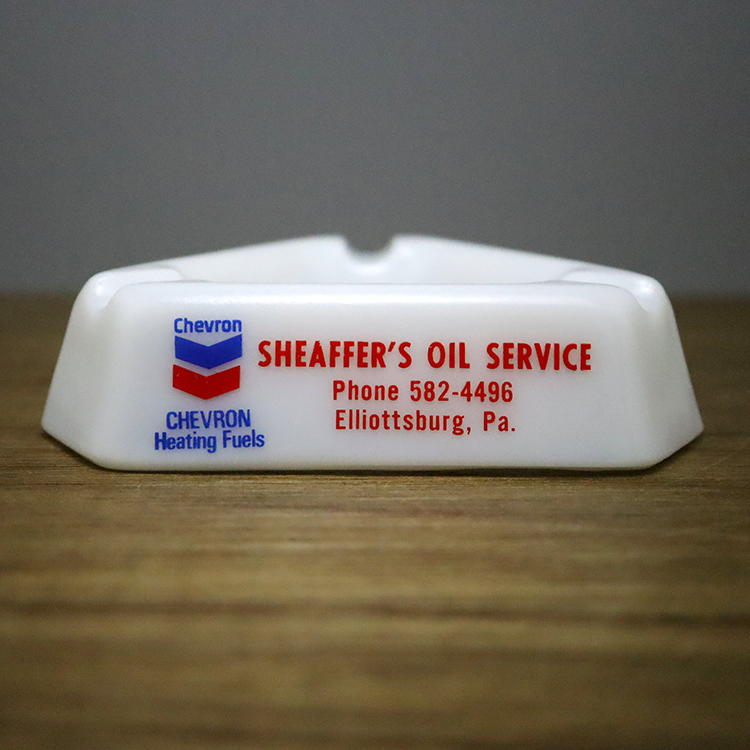 Chevron
CHEVRON
Heating Fuels
SHEAFFER'S OIL SERVICE
Phone 582-4496
Elliottsburg, Pa.